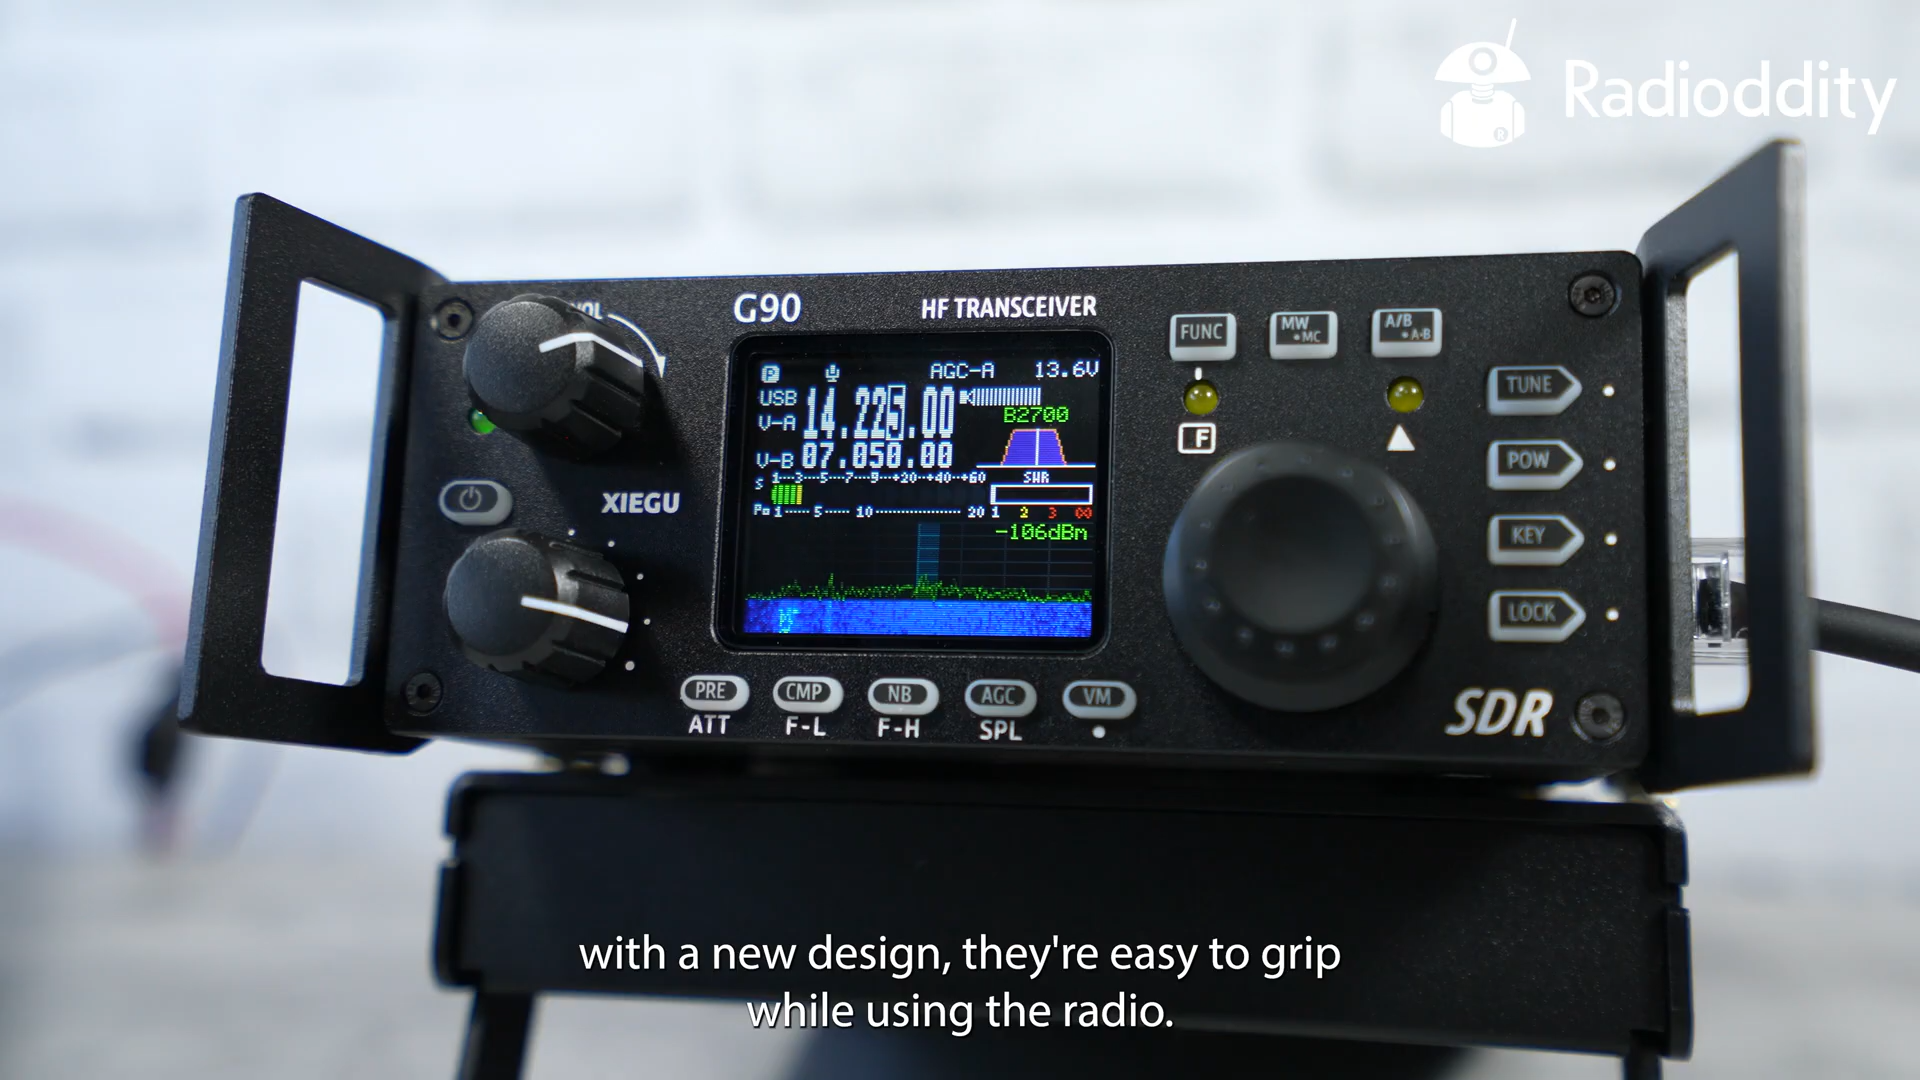 Radioddity
®
VOL
G90
HF TRANSCEIVER
FUNC
MW
MC
A/B
A-B
TUNE
POW
KEY
LOCK
F
XIEGU
P
AGC-A
13.6V
USB
14.225.00
V-A
B2700
V-B
07.050.00
S
1--3--5--7--9--+20--+40--+60
SWR
Po 1-----5-----10--------------20
1 2 3 ∞
-106dBm
PRE
CMP
NB
AGC
VM
ATT
F-L
F-H
SPL
SDR
with a new design, they're easy to grip
while using the radio.